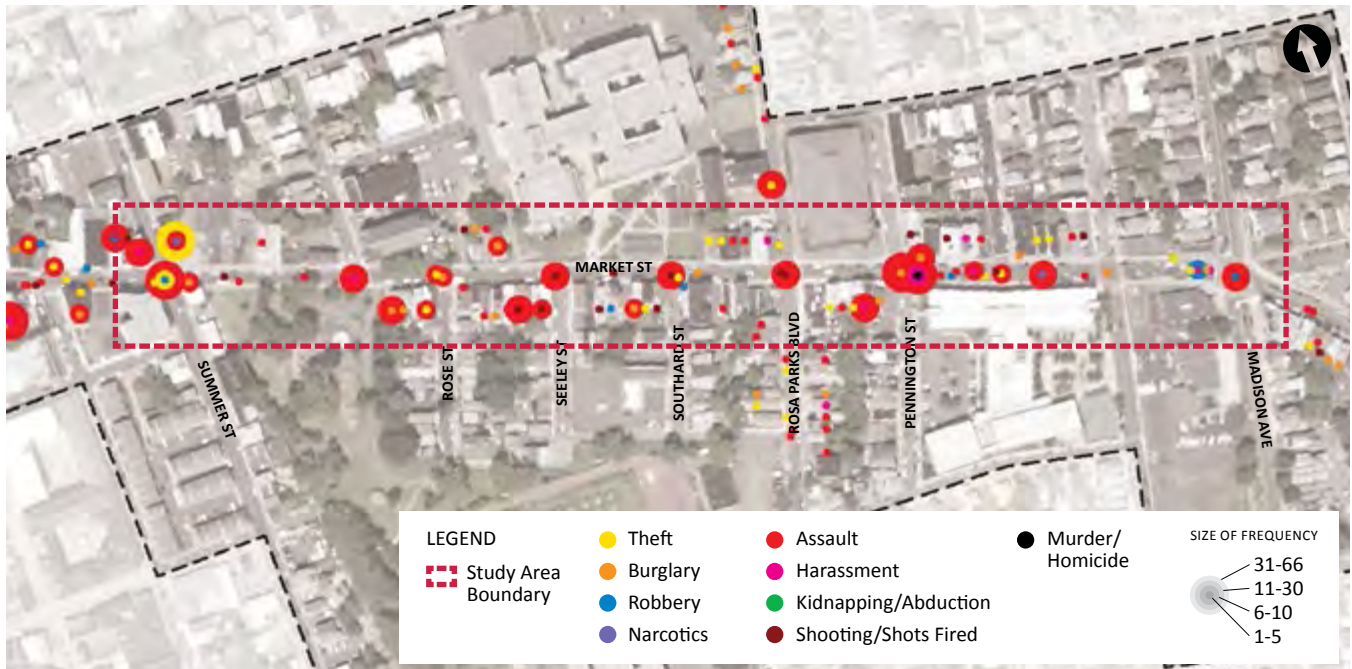 MARKET ST
SUMMER ST
ROSE ST
SEELEY ST
SOUTHARD ST
ROSA PARKS BLVD
PENNINGTON ST
MADISON AVE
LEGEND
Study Area
Boundary
Theft
Burglary
Robbery
Narcotics
Assault
Harassment
Kidnapping/Abduction
Shooting/Shots Fired
Murder/
Homicide
SIZE OF FREQUENCY
31-66
11-30
6-10
1-5